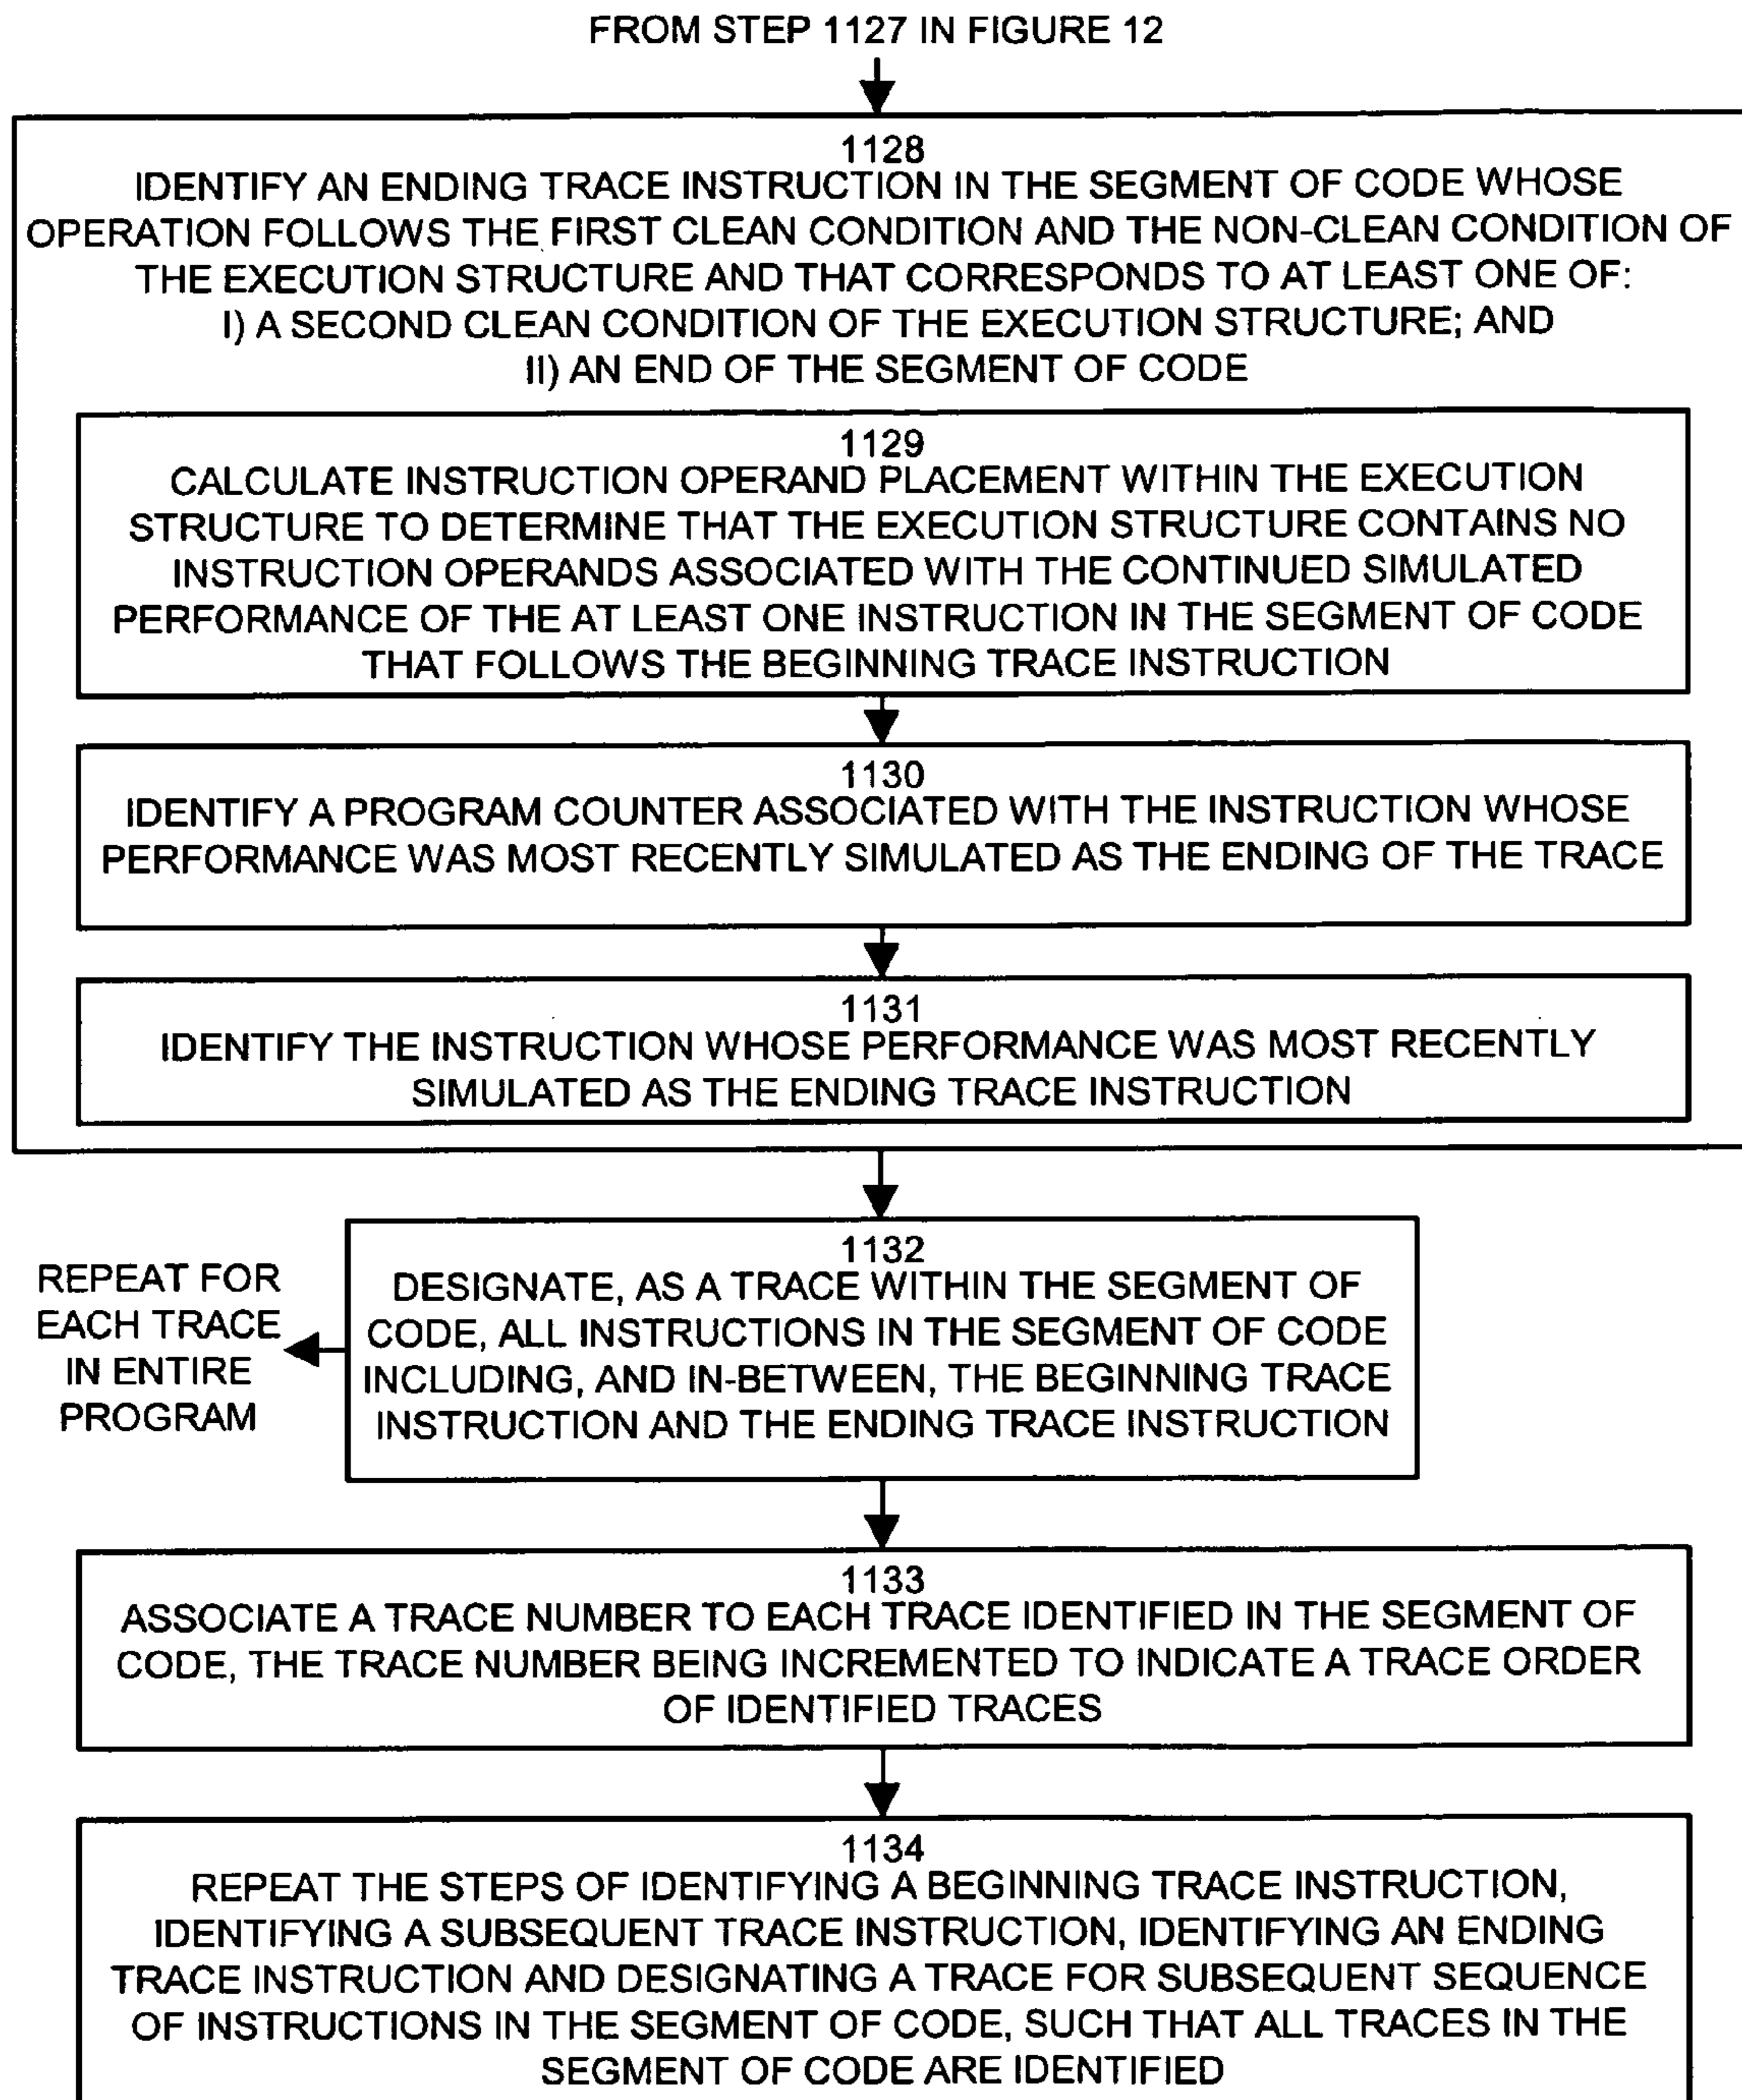 FROM STEP 1127 IN FIGURE 12
1128
IDENTIFY AN ENDING TRACE INSTRUCTION IN THE SEGMENT OF CODE WHOSE
OPERATION FOLLOWS THE FIRST CLEAN CONDITION AND THE NON-CLEAN CONDITION OF
THE EXECUTION STRUCTURE AND THAT CORRESPONDS TO AT LEAST ONE OF:
I) A SECOND CLEAN CONDITION OF THE EXECUTION STRUCTURE; AND
II) AN END OF THE SEGMENT OF CODE
1129
CALCULATE INSTRUCTION OPERAND PLACEMENT WITHIN THE EXECUTION
STRUCTURE TO DETERMINE THAT THE EXECUTION STRUCTURE CONTAINS NO
INSTRUCTION OPERANDS ASSOCIATED WITH THE CONTINUED SIMULATED
PERFORMANCE OF THE AT LEAST ONE INSTRUCTION IN THE SEGMENT OF CODE
THAT FOLLOWS THE BEGINNING TRACE INSTRUCTION
1130
IDENTIFY A PROGRAM COUNTER ASSOCIATED WITH THE INSTRUCTION WHOSE
PERFORMANCE WAS MOST RECENTLY SIMULATED AS THE ENDING OF THE TRACE
1131
IDENTIFY THE INSTRUCTION WHOSE PERFORMANCE WAS MOST RECENTLY
SIMULATED AS THE ENDING TRACE INSTRUCTION
REPEAT FOR
EACH TRACE
IN ENTIRE
PROGRAM
1132
DESIGNATE, AS A TRACE WITHIN THE SEGMENT OF
CODE, ALL INSTRUCTIONS IN THE SEGMENT OF CODE
INCLUDING, AND IN-BETWEEN, THE BEGINNING TRACE
INSTRUCTION AND THE ENDING TRACE INSTRUCTION
1133
ASSOCIATE A TRACE NUMBER TO EACH TRACE IDENTIFIED IN THE SEGMENT OF
CODE, THE TRACE NUMBER BEING INCREMENTED TO INDICATE A TRACE ORDER
OF IDENTIFIED TRACES
1134
REPEAT THE STEPS OF IDENTIFYING A BEGINNING TRACE INSTRUCTION,
IDENTIFYING A SUBSEQUENT TRACE INSTRUCTION, IDENTIFYING AN ENDING
TRACE INSTRUCTION AND DESIGNATING A TRACE FOR SUBSEQUENT SEQUENCE
OF INSTRUCTIONS IN THE SEGMENT OF CODE, SUCH THAT ALL TRACES IN THE
SEGMENT OF CODE ARE IDENTIFIED